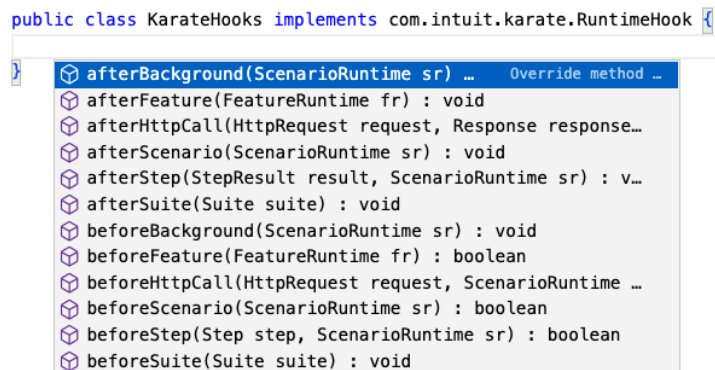 public class KarateHooks implements com.intuit.karate.RuntimeHook {
}
afterBackground(ScenarioRuntime sr) … Override method …
afterFeature(FeatureRuntime fr) : void
afterHttpCall(HttpRequest request, Response response…
afterScenario(ScenarioRuntime sr) : void
afterStep(StepResult result, ScenarioRuntime sr) : v…
afterSuite(Suite suite) : void
beforeBackground(ScenarioRuntime sr) : void
beforeFeature(FeatureRuntime fr) : boolean
beforeHttpCall(HttpRequest request, ScenarioRuntime …
beforeScenario(ScenarioRuntime sr) : boolean
beforeStep(Step step, ScenarioRuntime sr) : boolean
beforeSuite(Suite suite) : void